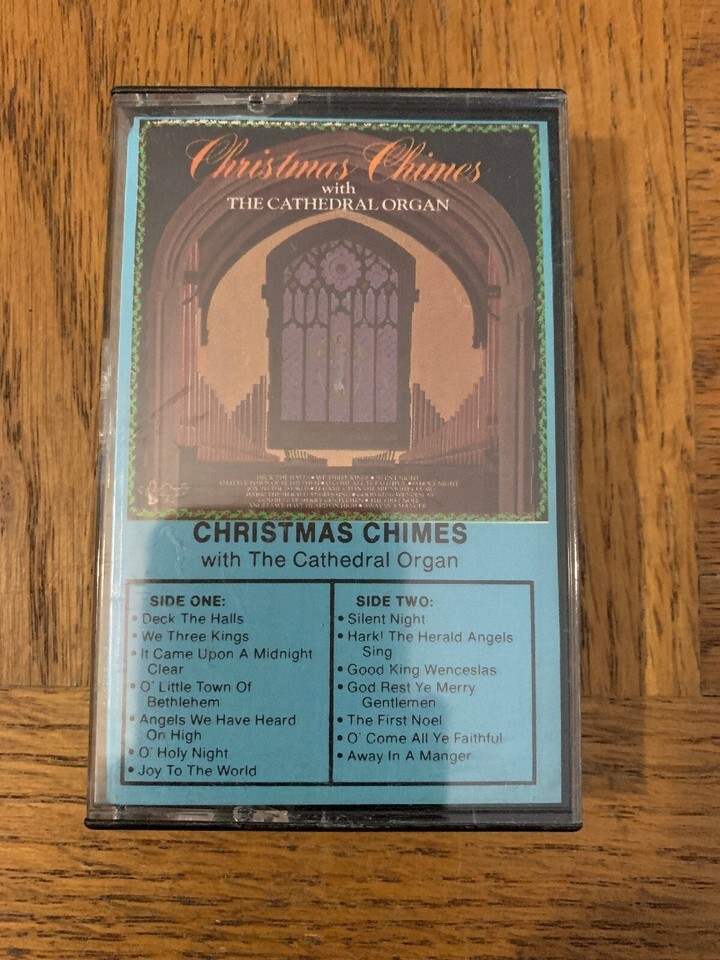 Christmas Chimes
with
THE CATHEDRAL ORGAN
CHRISTMAS CHIMES
with The Cathedral Organ
SIDE ONE:
• Deck The Halls
• We Three Kings
• It Came Upon A Midnight
Clear
• O' Little Town Of
Bethlehem
• Angels We Have Heard
On High
• O' Holy Night
• Joy To The World
SIDE TWO:
• Silent Night
• Hark! The Herald Angels
Sing
• Good King Wenceslas
• God Rest Ye Merry
Gentlemen
• The First Noel
• O' Come All Ye Faithful
• Away In A Manger